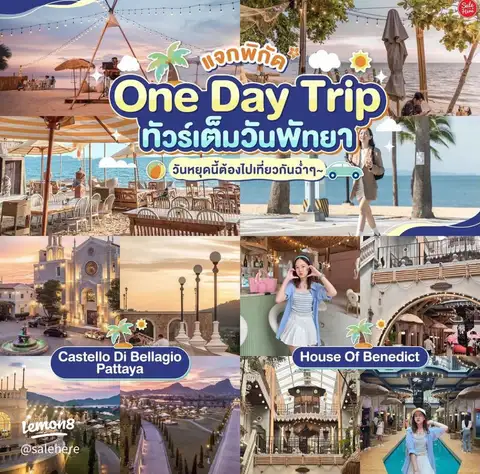 Sale Here
แจกพิกัด
One Day Trip
ทัวร์เต็มวันพัทยา
วันหยุดนี้ต้องไปเที่ยวกันฉ่ำๆ~
Castello Di Bellagio
Pattaya
House Of Benedict
lemon8
@salehere